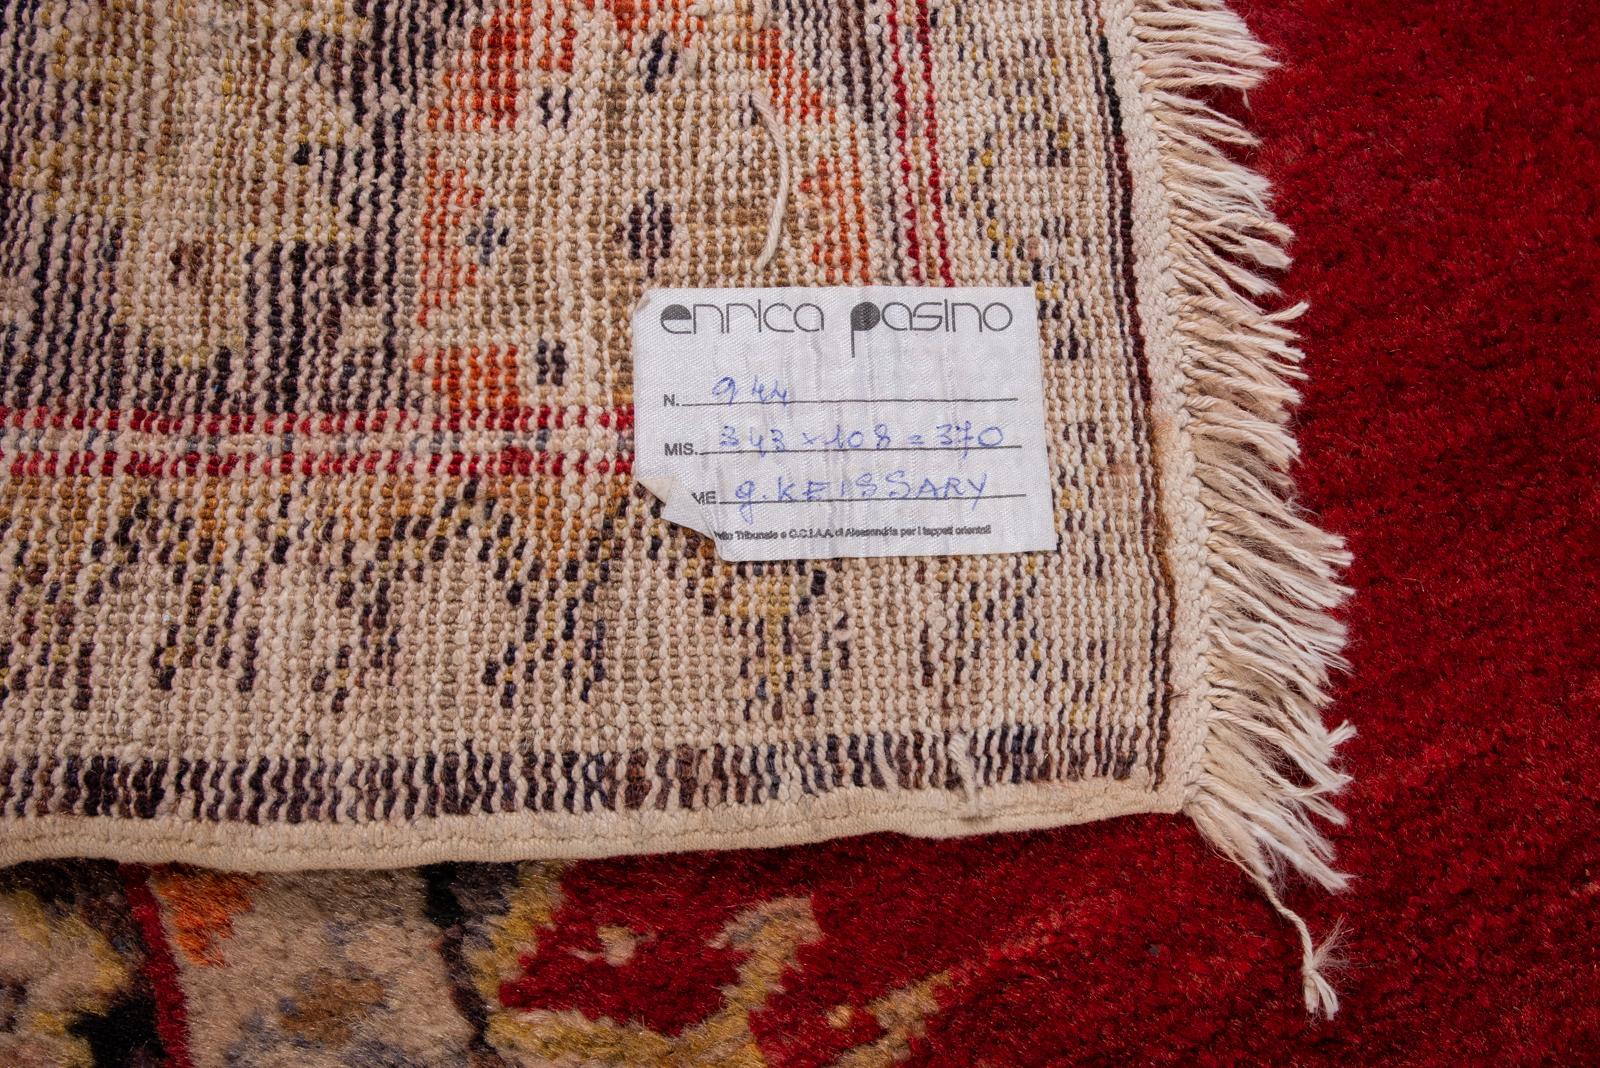 enrica pasino
N. 944
MIS. 343 x 108 = 370
ME g. KEISSARY
Tribunale e C.C.I.A.A. di Alessandria per i tappeti orientali